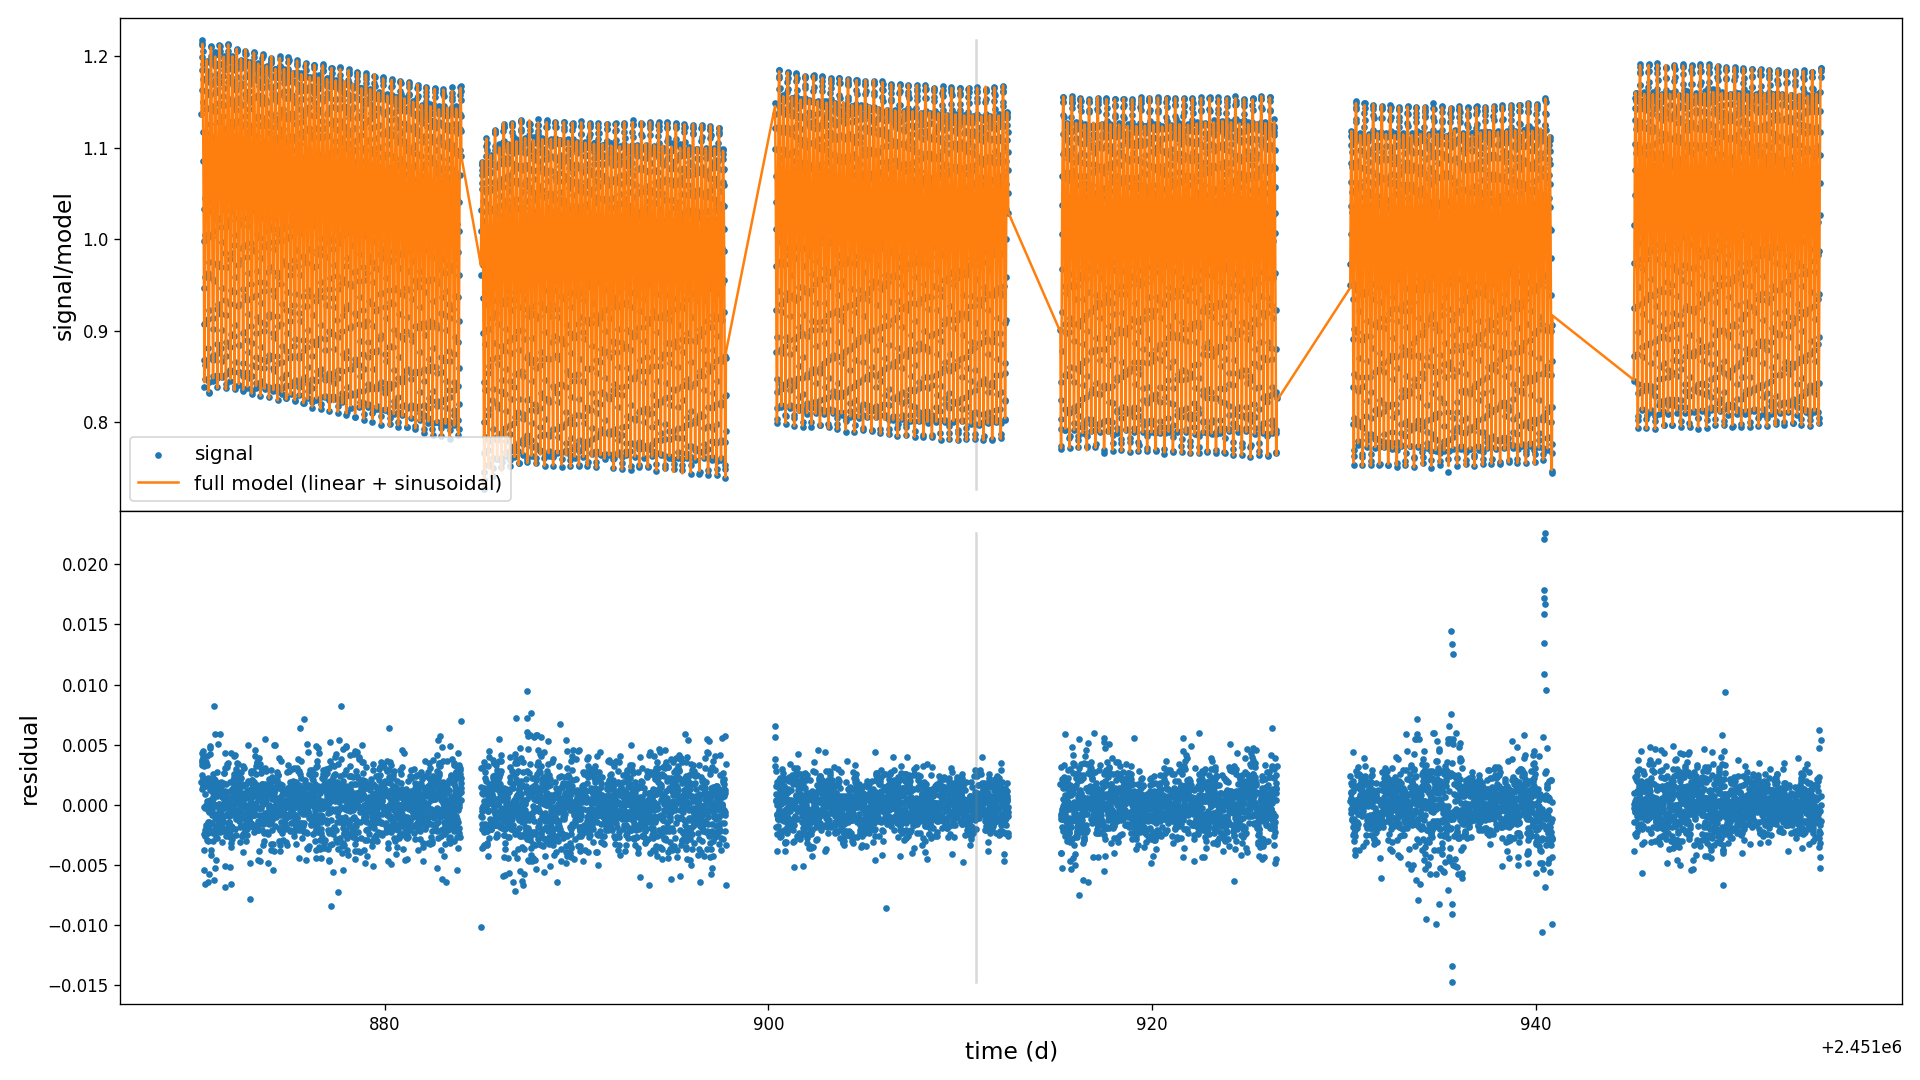 signal/model
1.2
1.1
1.0
0.9
0.8
signal
full model (linear + sinusoidal)
residual
0.020
0.015
0.010
0.005
0.000
−0.005
−0.010
−0.015
880
900
920
940
time (d)
+2.451e6